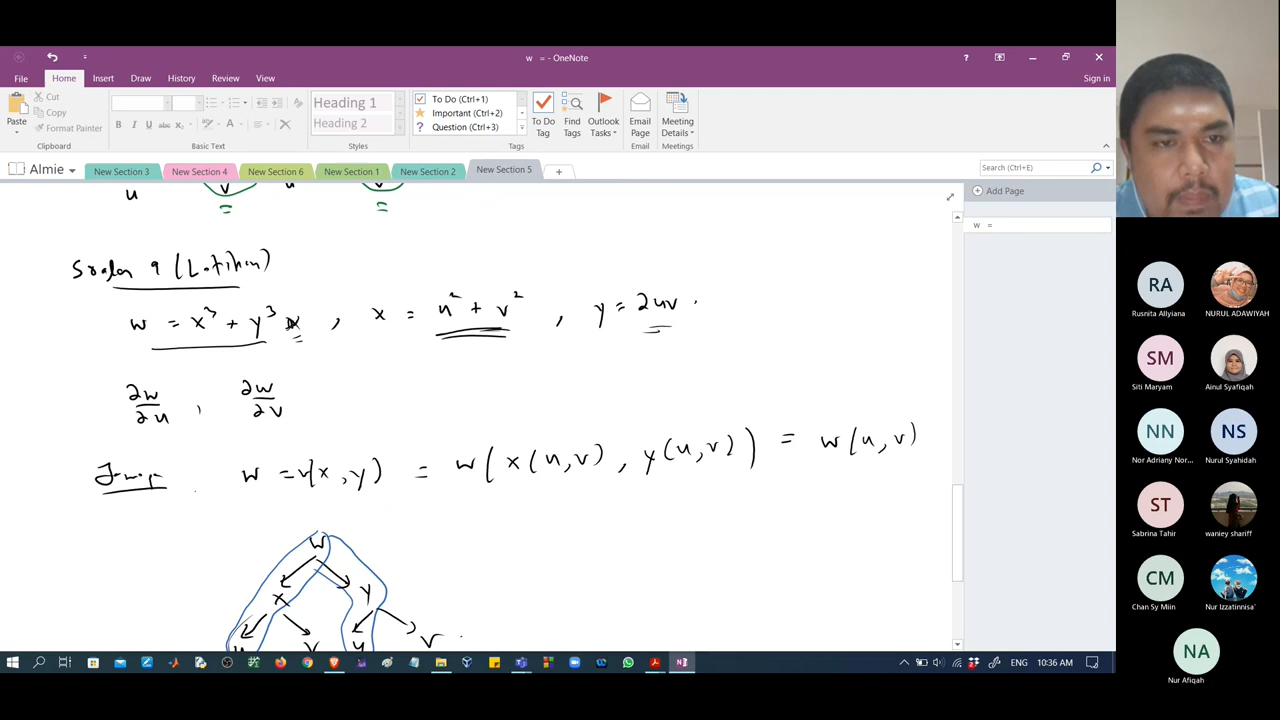 w = - OneNote
File Home Insert Draw History Review View Sign in
Paste Cut Copy Format Painter
B I U abc x₂ A
Heading 1
Heading 2
To Do (Ctrl+1)
Important (Ctrl+2)
Question (Ctrl+3)
To Do Tag
Find Tags
Outlook Tasks
Email Page
Meeting Details
Clipboard Basic Text Styles Tags Email Meetings
Almie New Section 3 New Section 4 New Section 6 New Section 1 New Section 2 New Section 5 Search (Ctrl+E)
Add Page
w =
u v u v
= =
Soalan 9 (Latihan)
w = x³ + y³ , x = u² + v² , y = 2uv .
∂w/∂u , ∂w/∂v
w = w(x,y) = w(x(u,v), y(u,v)) = w(u,v)
w
x y
u v v
RA
Rusnita Allyiana NURUL ADAWIYAH
SM
Siti Maryam Ainul Syafiqah
NN NS
Nor Adriany Nor... Nurul Syahidah
ST
Sabrina Tahir waniey shariff
CM
Chan Sy Miin Nur Izzatinnisa'
NA
Nur Afiqah
ENG 10:36 AM